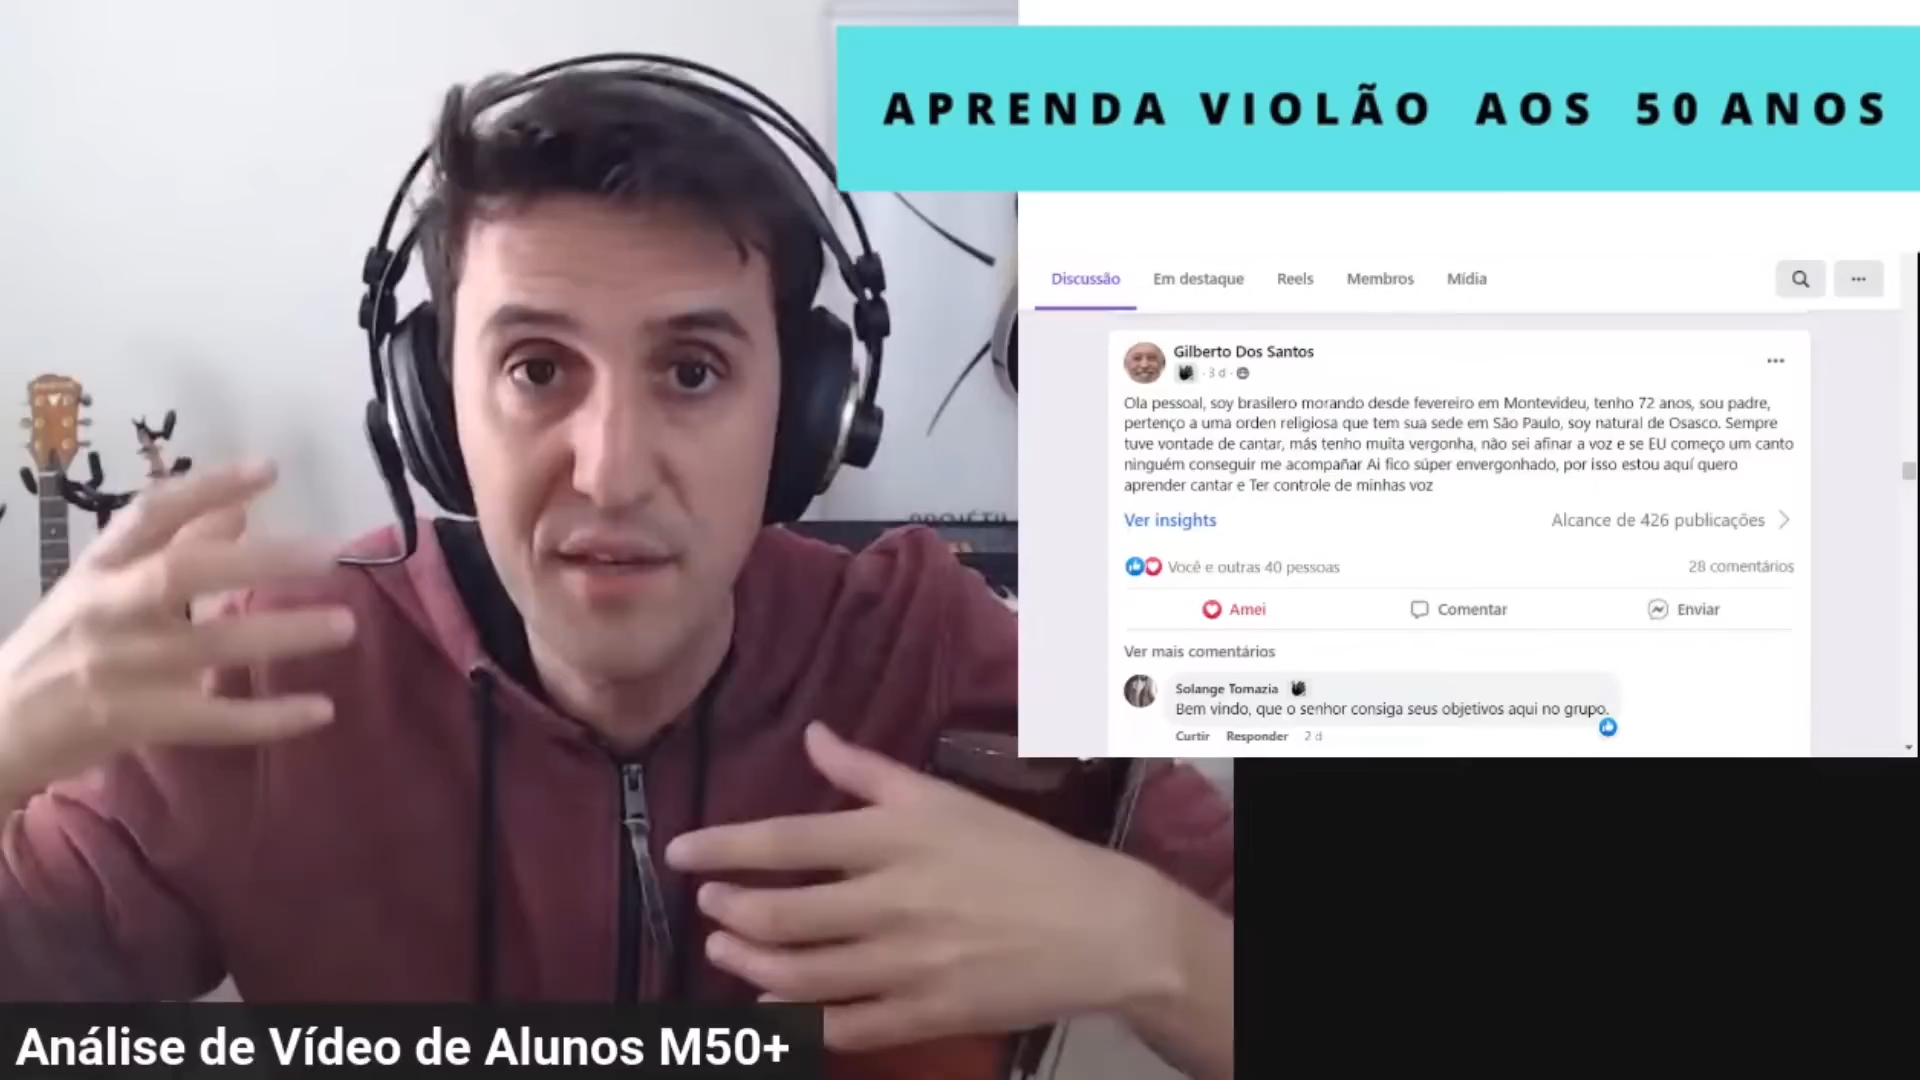 APRENDA VIOLÃO AOS 50 ANOS
Discussão Em destaque Reels Membros Mídia
Gilberto Dos Santos
· 3 d ·
Ola pessoal, soy brasilero morando desde fevereiro em Montevideu, tenho 72 anos, sou padre,
pertenço a uma orden religiosa que tem sua sede em São Paulo, soy natural de Osasco. Sempre
tuve vontade de cantar, más tenho muita vergonha, não sei afinar a voz e se EU começo um canto
ninguém conseguir me acompañar Ai fico súper envergonhado, por isso estou aquí quero
aprender cantar e Ter controle de minhas voz
Ver insights Alcance de 426 publicações
Você e outras 40 pessoas 28 comentários
Amei Comentar Enviar
Ver mais comentários
Solange Tomazia
Bem vindo, que o senhor consiga seus objetivos aqui no grupo.
Curtir Responder 2 d
Análise de Vídeo de Alunos M50+